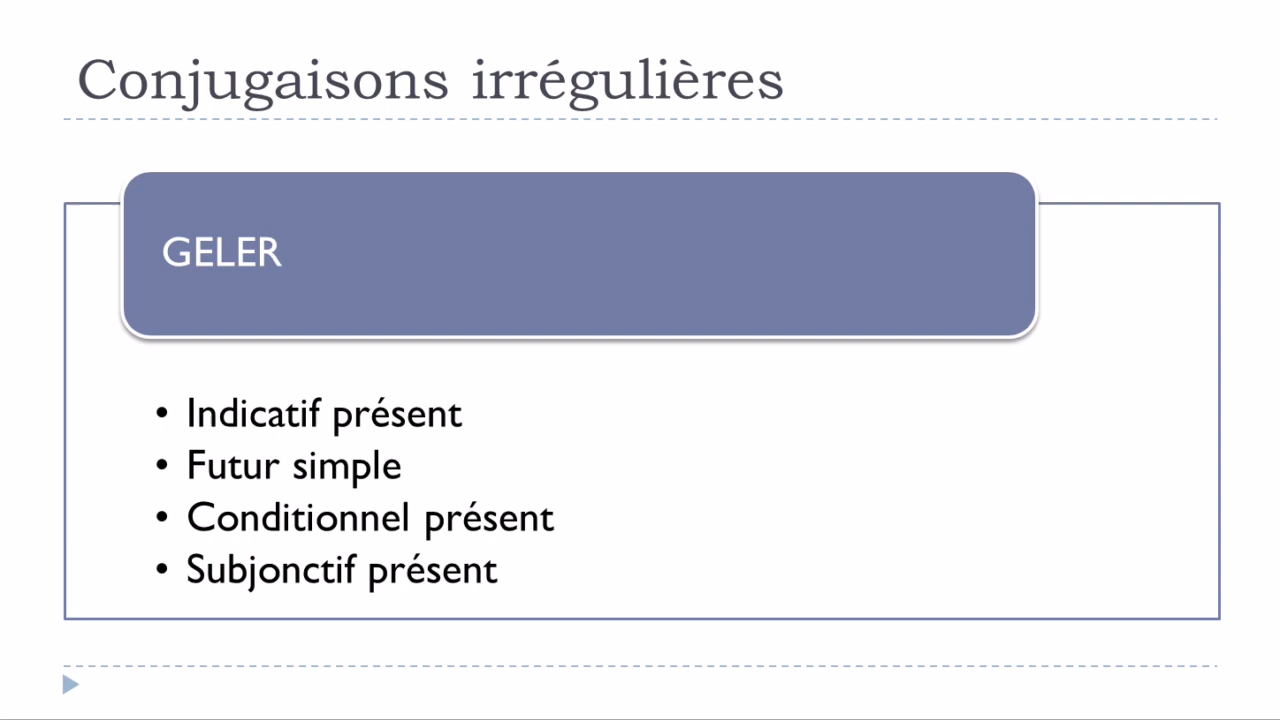 Conjugaisons irrégulières
GELER
• Indicatif présent
• Futur simple
• Conditionnel présent
• Subjonctif présent